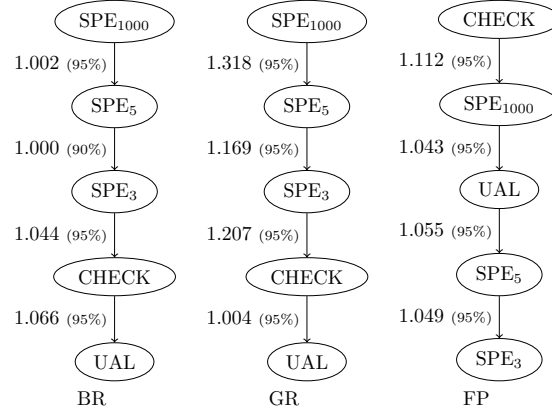 SPE1000
1.002 (95%)
SPE5
1.000 (90%)
SPE3
1.044 (95%)
CHECK
1.066 (95%)
UAL
BR
SPE1000
1.318 (95%)
SPE5
1.169 (95%)
SPE3
1.207 (95%)
CHECK
1.004 (95%)
UAL
GR
CHECK
1.112 (95%)
SPE1000
1.043 (95%)
UAL
1.055 (95%)
SPE5
1.049 (95%)
SPE3
FP